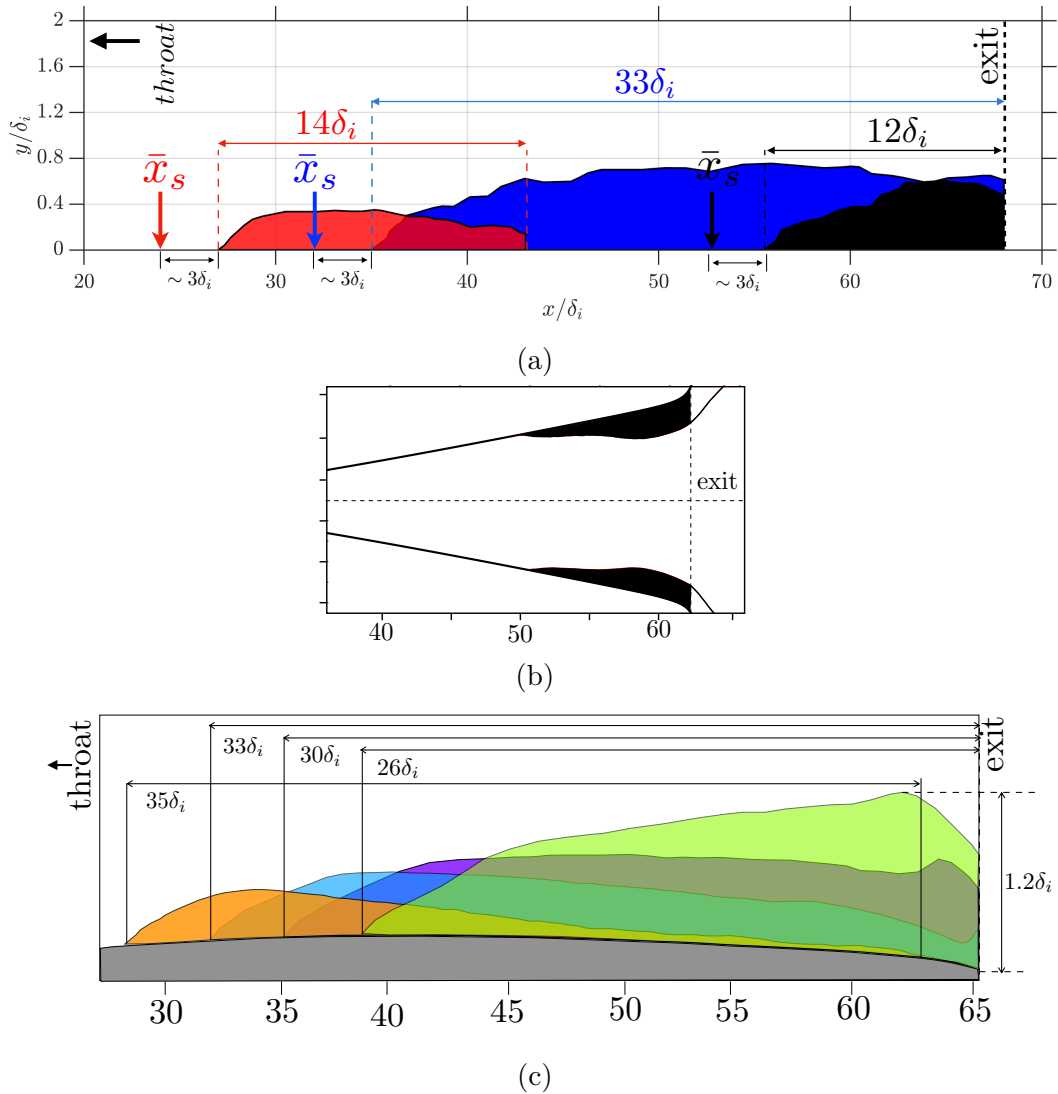 2
1.6
1.2
0.8
0.4
0
y/δᵢ
throat
exit
33δᵢ
14δᵢ
12δᵢ
x̄ₛ
x̄ₛ
x̄ₛ
∼ 3δᵢ
∼ 3δᵢ
∼ 3δᵢ
20
30
40
50
60
70
x/δᵢ
(a)
exit
40
50
60
(b)
throat
exit
33δᵢ
30δᵢ
26δᵢ
35δᵢ
1.2δᵢ
30
35
40
45
50
55
60
65
(c)